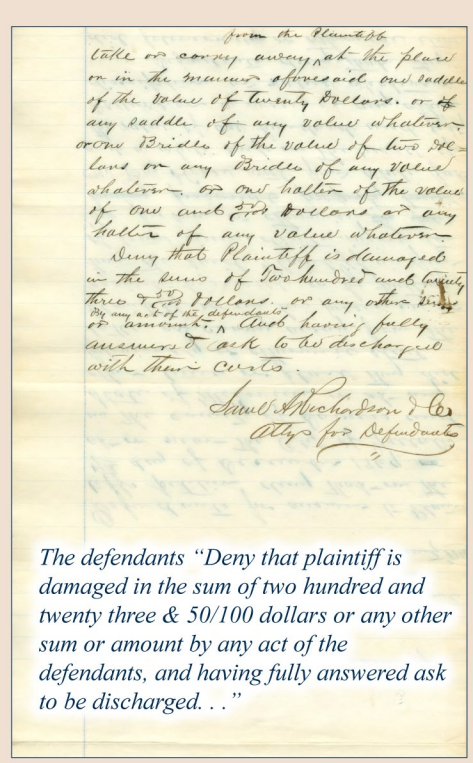 from the Plaintiff
take or carry away ^ at the place
or in the manner aforesaid one saddle
of the value of twenty Dollars. or of
any saddle of any value whatever.
or one Bridle of the value of two Dol=
lars or any Bridle of any value
whatever. or one halter of the value
of one and 50/100 Dollars or any
halter of any value whatever.
Deny that Plaintiff is damaged
in the sum of Two hundred and twenty
three & 50/100 Dollars. or any other sum
By any act of the defendants
or amount. ^ And having fully
answered ask to be discharged
with their costs.
Saml A Richardson & Co
Attys for Defendants
The defendants “Deny that plaintiff is
damaged in the sum of two hundred and
twenty three & 50/100 dollars or any other
sum or amount by any act of the
defendants, and having fully answered ask
to be discharged. . .”